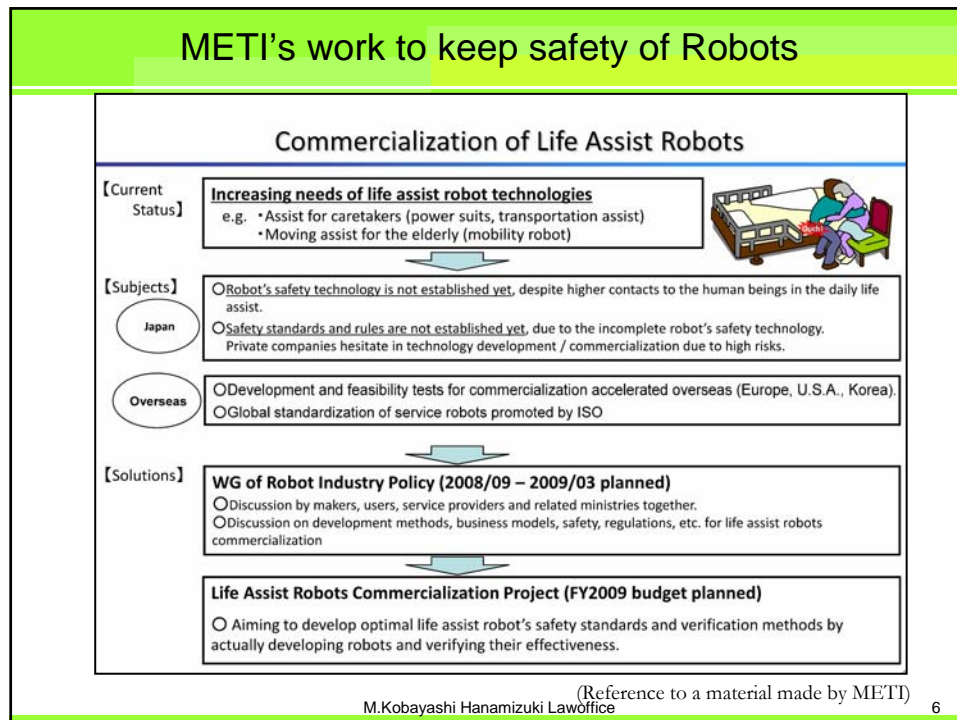 METI's work to keep safety of Robots
Commercialization of Life Assist Robots
【Current
Status】
Increasing needs of life assist robot technologies
e.g. ・Assist for caretakers (power suits, transportation assist)
・Moving assist for the elderly (mobility robot)
Ouch!
【Subjects】
Japan
○Robot's safety technology is not established yet, despite higher contacts to the human beings in the daily life
assist.
○Safety standards and rules are not established yet, due to the incomplete robot's safety technology.
Private companies hesitate in technology development / commercialization due to high risks.
Overseas
○Development and feasibility tests for commercialization accelerated overseas (Europe, U.S.A., Korea).
○Global standardization of service robots promoted by ISO
【Solutions】
WG of Robot Industry Policy (2008/09 – 2009/03 planned)
○Discussion by makers, users, service providers and related ministries together.
○Discussion on development methods, business models, safety, regulations, etc. for life assist robots
commercialization
Life Assist Robots Commercialization Project (FY2009 budget planned)
○ Aiming to develop optimal life assist robot's safety standards and verification methods by
actually developing robots and verifying their effectiveness.
(Reference to a material made by METI)
M.Kobayashi Hanamizuki Lawoffice
6